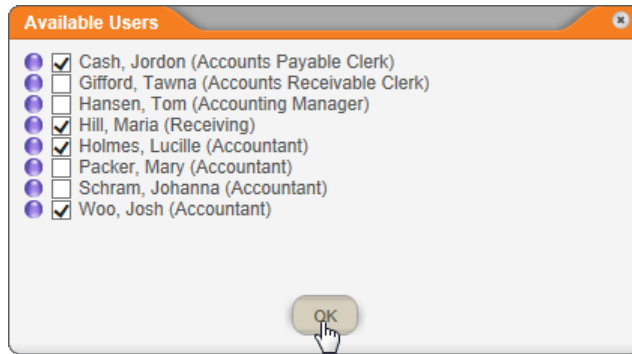 Available Users
Cash, Jordon (Accounts Payable Clerk)
Gifford, Tawna (Accounts Receivable Clerk)
Hansen, Tom (Accounting Manager)
Hill, Maria (Receiving)
Holmes, Lucille (Accountant)
Packer, Mary (Accountant)
Schram, Johanna (Accountant)
Woo, Josh (Accountant)
OK